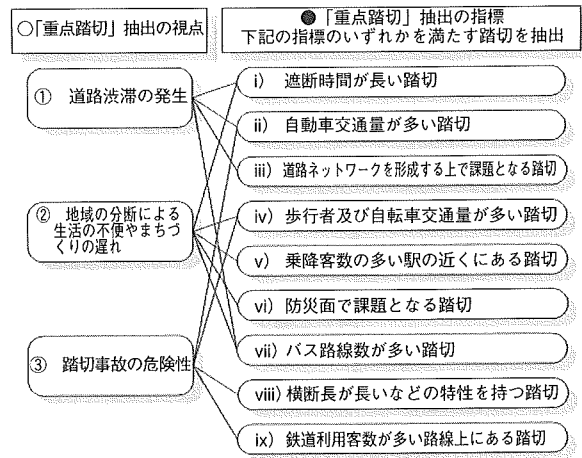 ○「重点踏切」抽出の視点
●「重点踏切」抽出の指標
下記の指標のいずれかを満たす踏切を抽出
① 道路渋滞の発生
② 地域の分断による
生活の不便やまちづ
くりの遅れ
③ 踏切事故の危険性
i) 遮断時間が長い踏切
ii) 自動車交通量が多い踏切
iii) 道路ネットワークを形成する上で課題となる踏切
iv) 歩行者及び自転車交通量が多い踏切
v) 乗降客数の多い駅の近くにある踏切
vi) 防災面で課題となる踏切
vii) バス路線数が多い踏切
viii) 横断長が長いなどの特性を持つ踏切
ix) 鉄道利用客数が多い路線上にある踏切